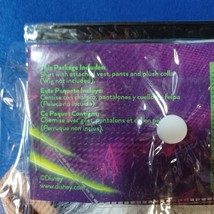 This Package Includes:
Shirt with attached vest, pants and plush collar
(Wig not included).
Este Paquete Incluye:
Camisa con chaleco, pantalones y cuello de felpa
(Peluca no incluida).
Ce Paquet Contient:
Chemise avec gilet, pantalons et col en
(Perruque non inclus).
©Disney
www.disney.com